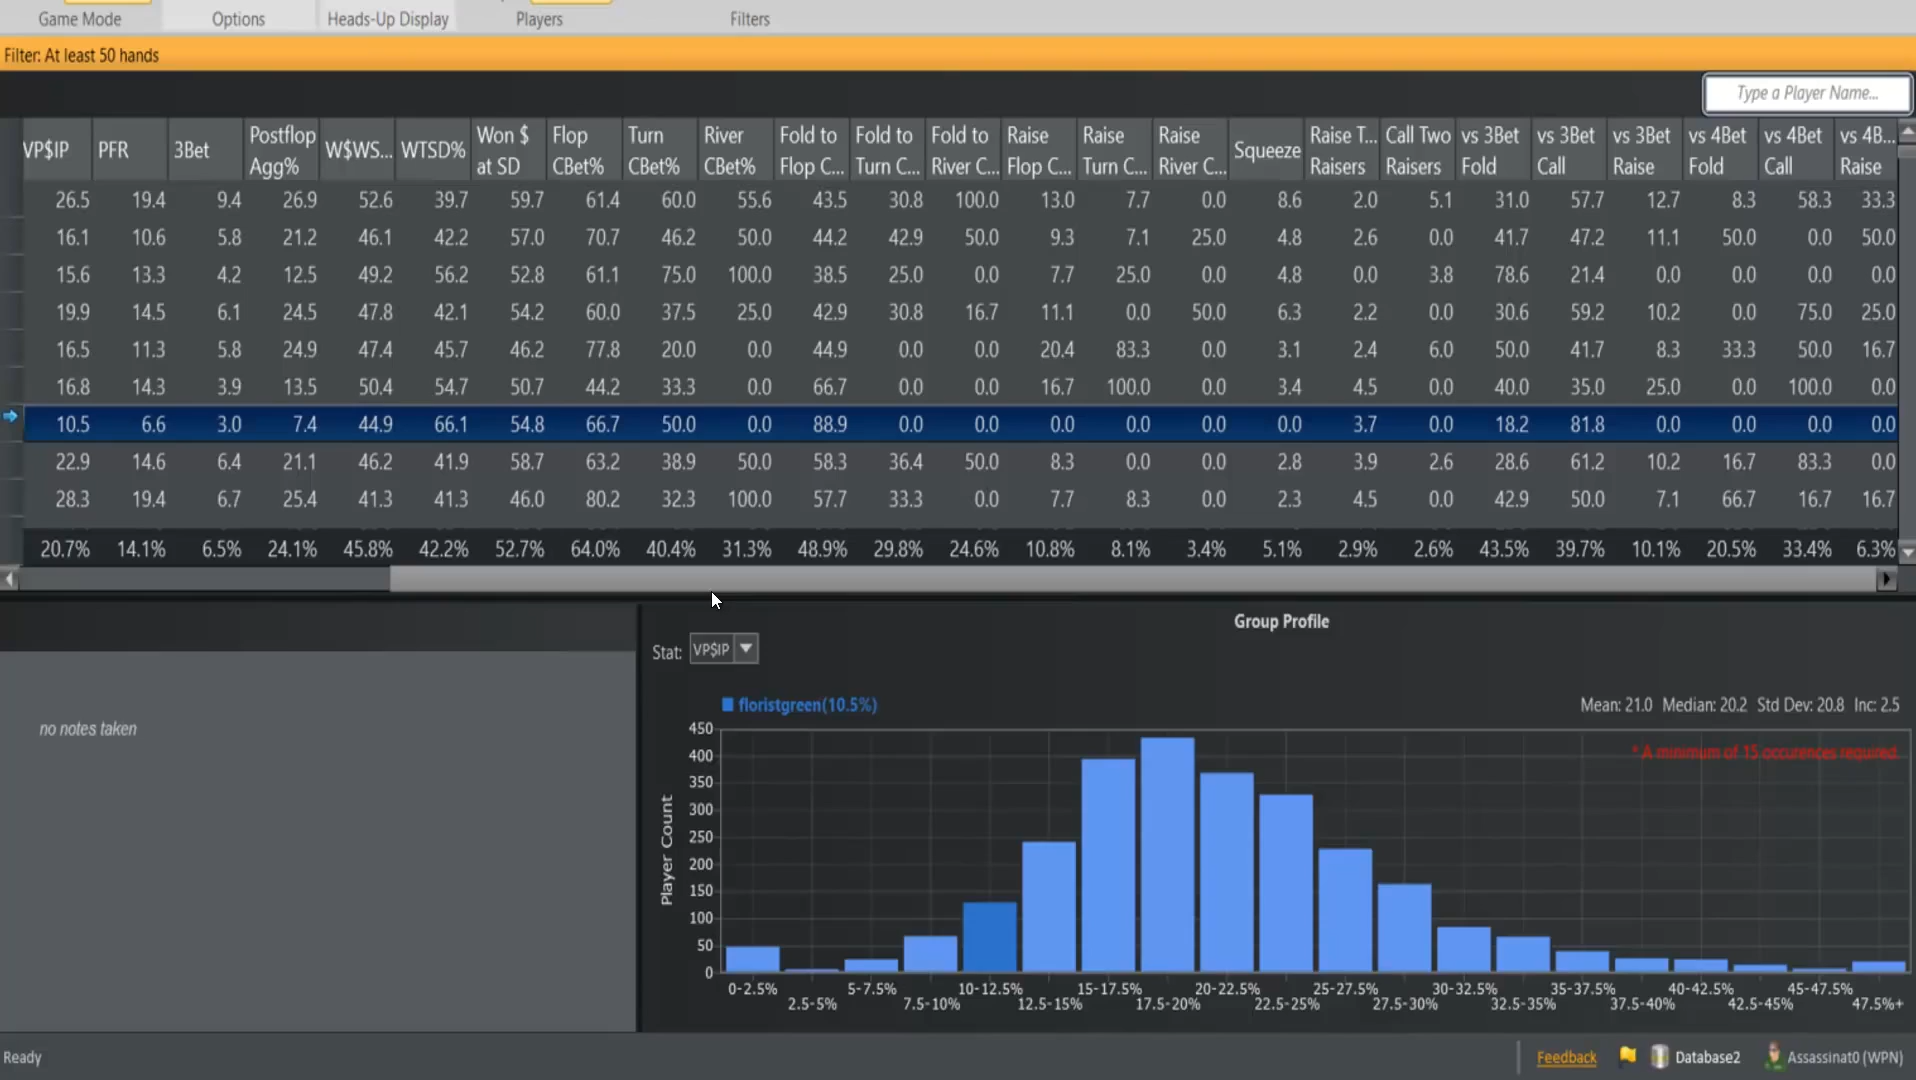 Game Mode Options Heads-Up Display Players Filters
Filter: At least 50 hands
Type a Player Name...
VP$IP PFR 3Bet Postflop Agg% W$WS... WTSD% Won $ at SD Flop CBet% Turn CBet% River CBet% Fold to Flop C... Fold to Turn C... Fold to River C... Raise Flop C... Raise Turn C... Raise River C... Squeeze Raise T... Raisers Call Two Raisers vs 3Bet Fold vs 3Bet Call vs 3Bet Raise vs 4Bet Fold vs 4Bet Call vs 4B... Raise
26.5 19.4 9.4 26.9 52.6 39.7 59.7 61.4 60.0 55.6 43.5 30.8 100.0 13.0 7.7 0.0 8.6 2.0 5.1 31.0 57.7 12.7 8.3 58.3 33.3
16.1 10.6 5.8 21.2 46.1 42.2 57.0 70.7 46.2 50.0 44.2 42.9 50.0 9.3 7.1 25.0 4.8 2.6 0.0 41.7 47.2 11.1 50.0 0.0 50.0
15.6 13.3 4.2 12.5 49.2 56.2 52.8 61.1 75.0 100.0 38.5 25.0 0.0 7.7 25.0 0.0 4.8 0.0 3.8 78.6 21.4 0.0 0.0 0.0 0.0
19.9 14.5 6.1 24.5 47.8 42.1 54.2 60.0 37.5 25.0 42.9 30.8 16.7 11.1 0.0 50.0 6.3 2.2 0.0 30.6 59.2 10.2 0.0 75.0 25.0
16.5 11.3 5.8 24.9 47.4 45.7 46.2 77.8 20.0 0.0 44.9 0.0 0.0 20.4 83.3 0.0 3.1 2.4 6.0 50.0 41.7 8.3 33.3 50.0 16.7
16.8 14.3 3.9 13.5 50.4 54.7 50.7 44.2 33.3 0.0 66.7 0.0 0.0 16.7 100.0 0.0 3.4 4.5 0.0 40.0 35.0 25.0 0.0 100.0 0.0
10.5 6.6 3.0 7.4 44.9 66.1 54.8 66.7 50.0 0.0 88.9 0.0 0.0 0.0 0.0 0.0 0.0 3.7 0.0 18.2 81.8 0.0 0.0 0.0 0.0
22.9 14.6 6.4 21.1 46.2 41.9 58.7 63.2 38.9 50.0 58.3 36.4 50.0 8.3 0.0 0.0 2.8 3.9 2.6 28.6 61.2 10.2 16.7 83.3 0.0
28.3 19.4 6.7 25.4 41.3 41.3 46.0 80.2 32.3 100.0 57.7 33.3 0.0 7.7 8.3 0.0 2.3 4.5 0.0 42.9 50.0 7.1 66.7 16.7 16.7
20.7% 14.1% 6.5% 24.1% 45.8% 42.2% 52.7% 64.0% 40.4% 31.3% 48.9% 29.8% 24.6% 10.8% 8.1% 3.4% 5.1% 2.9% 2.6% 43.5% 39.7% 10.1% 20.5% 33.4% 6.3%
no notes taken
Group Profile
Stat: VP$IP
floristgreen(10.5%)
Mean: 21.0 Median: 20.2 Std Dev: 20.8 Inc: 2.5
* A minimum of 15 occurences required.
Player Count
450
400
350
300
250
200
150
100
50
0
0-2.5% 5-7.5% 10-12.5% 15-17.5% 20-22.5% 25-27.5% 30-32.5% 35-37.5% 40-42.5% 45-47.5%
2.5-5% 7.5-10% 12.5-15% 17.5-20% 22.5-25% 27.5-30% 32.5-35% 37.5-40% 42.5-45% 47.5%+
Ready
Feedback Database2 Assassinat0 (WPN)